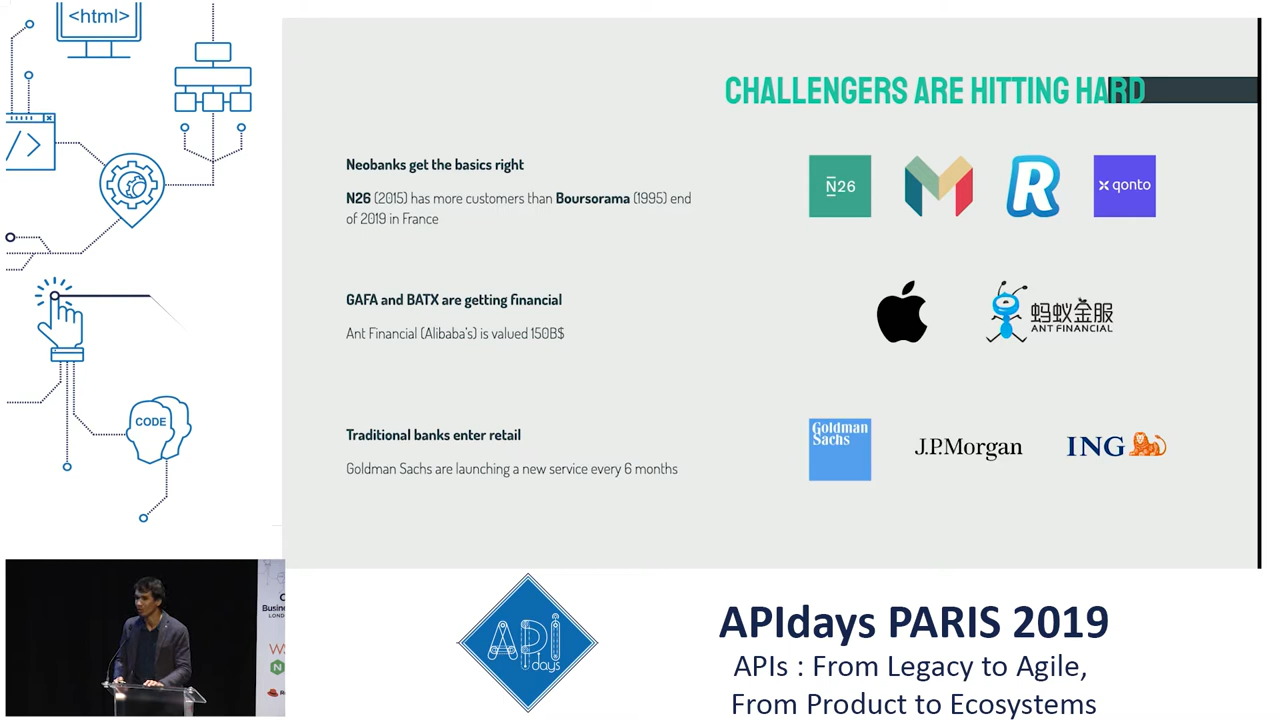 <html>
CHALLENGERS ARE HITTING HARD
</>
Neobanks get the basics right
N26 (2015) has more customers than Boursorama (1995) end
of 2019 in France
N26
R
qonto
GAFA and BATX are getting financial
Ant Financial (Alibaba's) is valued 150B$
蚂蚁金服
ANT FINANCIAL
CODE
Traditional banks enter retail
Goldman Sachs are launching a new service every 6 months
Goldman
Sachs
J.P.Morgan
ING
API
days
APIdays PARIS 2019
APIs : From Legacy to Agile,
From Product to Ecosystems